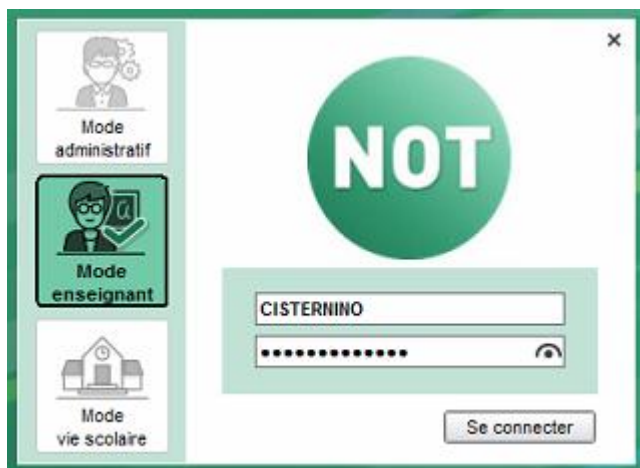 Mode
administratif
Mode
enseignant
Mode
vie scolaire
NOT
CISTERNINO
•••••••••••••
Se connecter